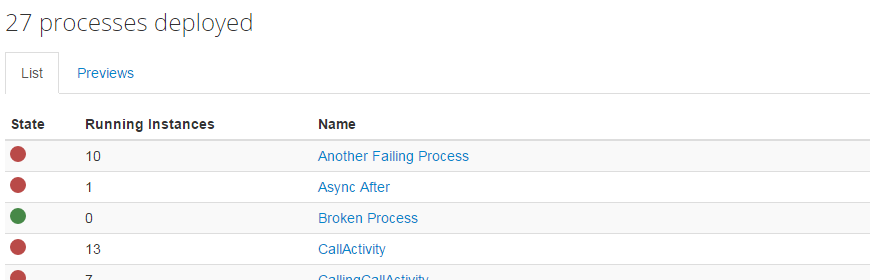 27 processes deployed
List Previews
State Running Instances Name
10 Another Failing Process
1 Async After
0 Broken Process
13 CallActivity
7 CallingCallActivity